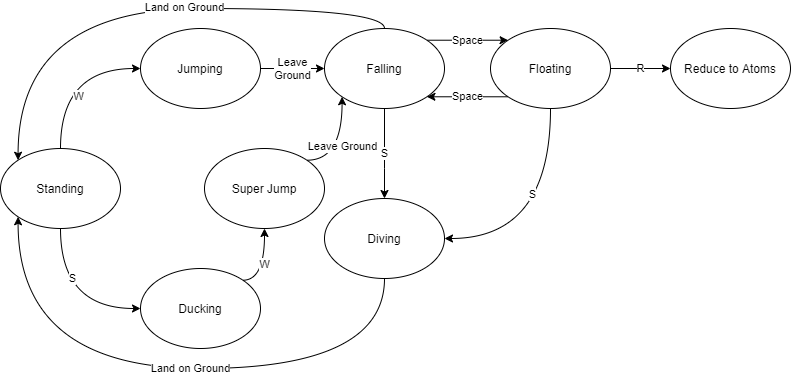 Land on Ground
Space
Jumping
Leave
Ground
Falling
Floating
R
Reduce to Atoms
W
Space
Leave Ground
S
Standing
Super Jump
S
Diving
W
S
Ducking
Land on Ground